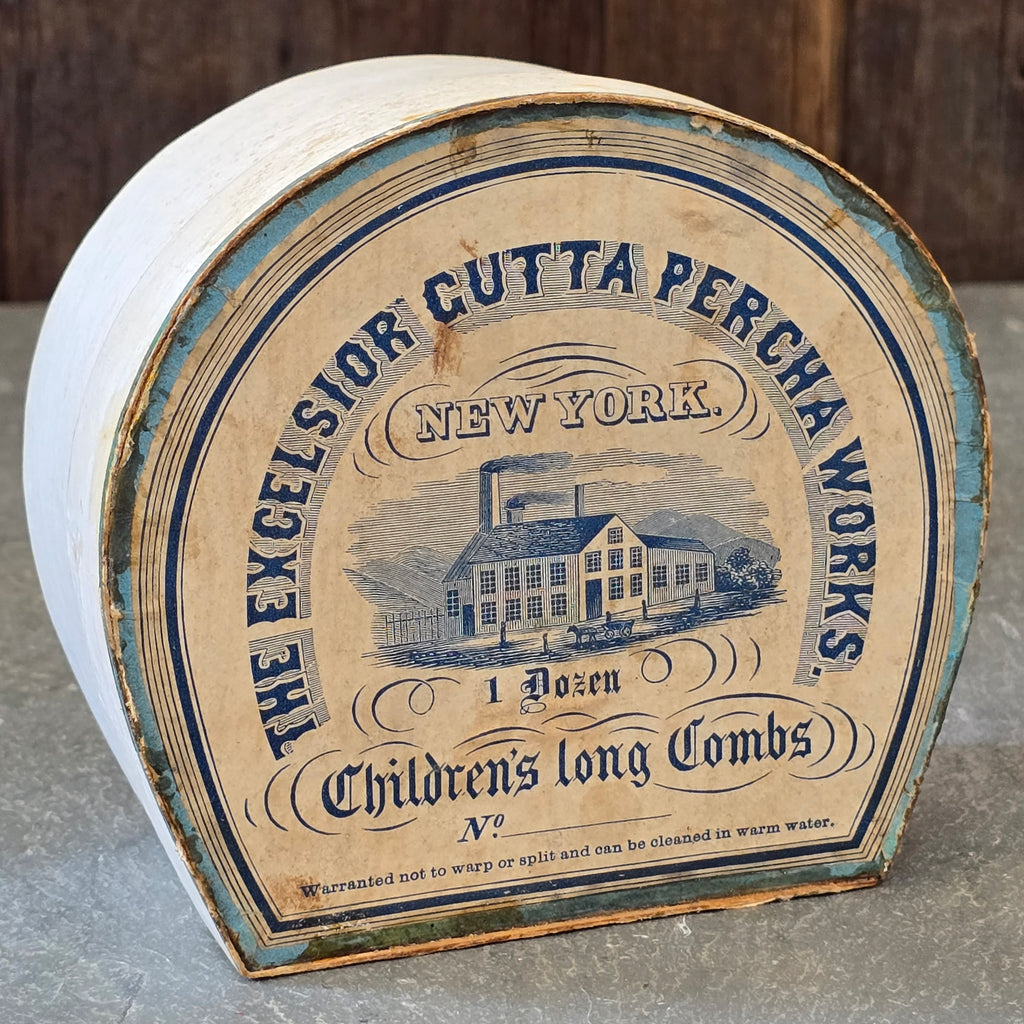 THE EXCELSIOR GUTTA PERCHA WORKS.
NEW YORK.
1 Dozen
Children's long Combs
Nº.
Warranted not to warp or split and can be cleaned in warm water.